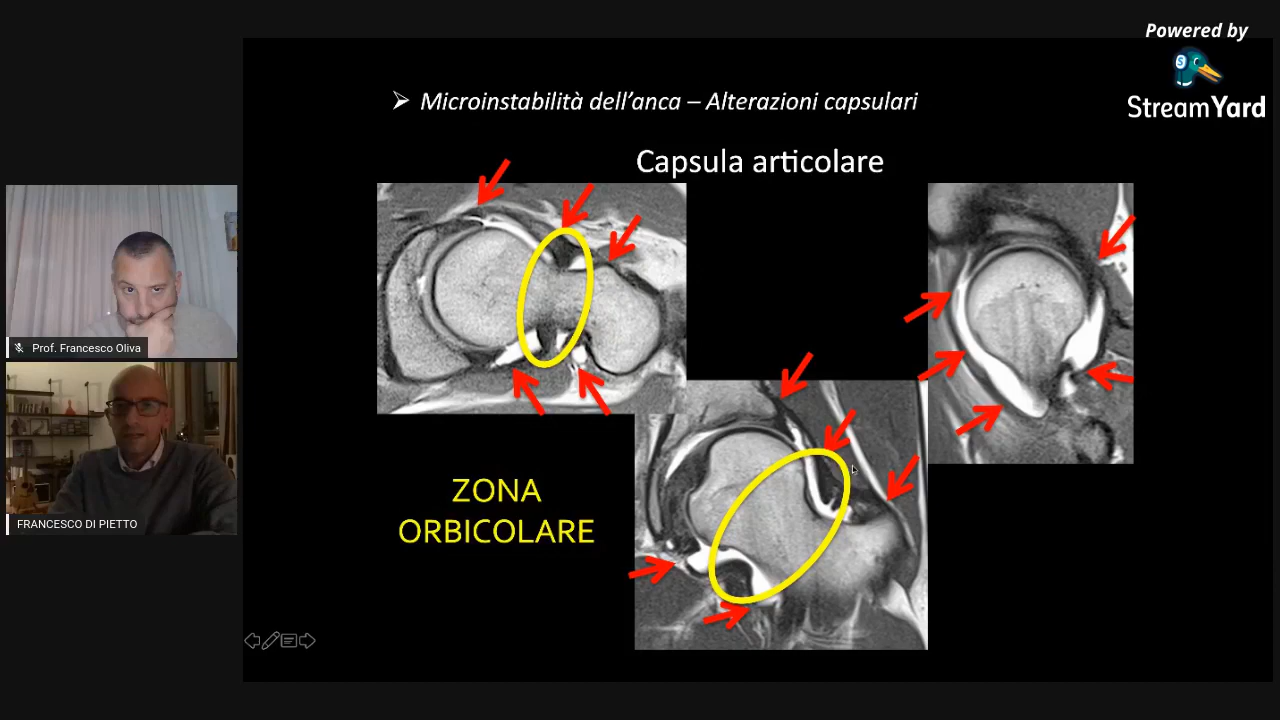 Powered by
StreamYard
➢ Microinstabilità dell'anca – Alterazioni capsulari
Capsula articolare
ZONA
ORBICOLARE
Prof. Francesco Oliva
FRANCESCO DI PIETTO